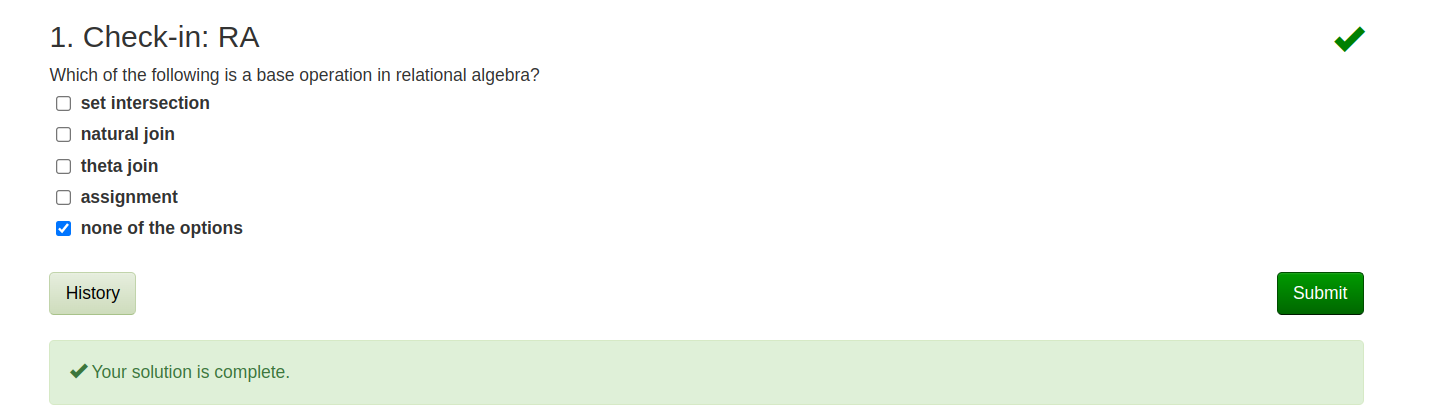 1. Check-in: RA
Which of the following is a base operation in relational algebra?
set intersection
natural join
theta join
assignment
none of the options
History
Submit
Your solution is complete.